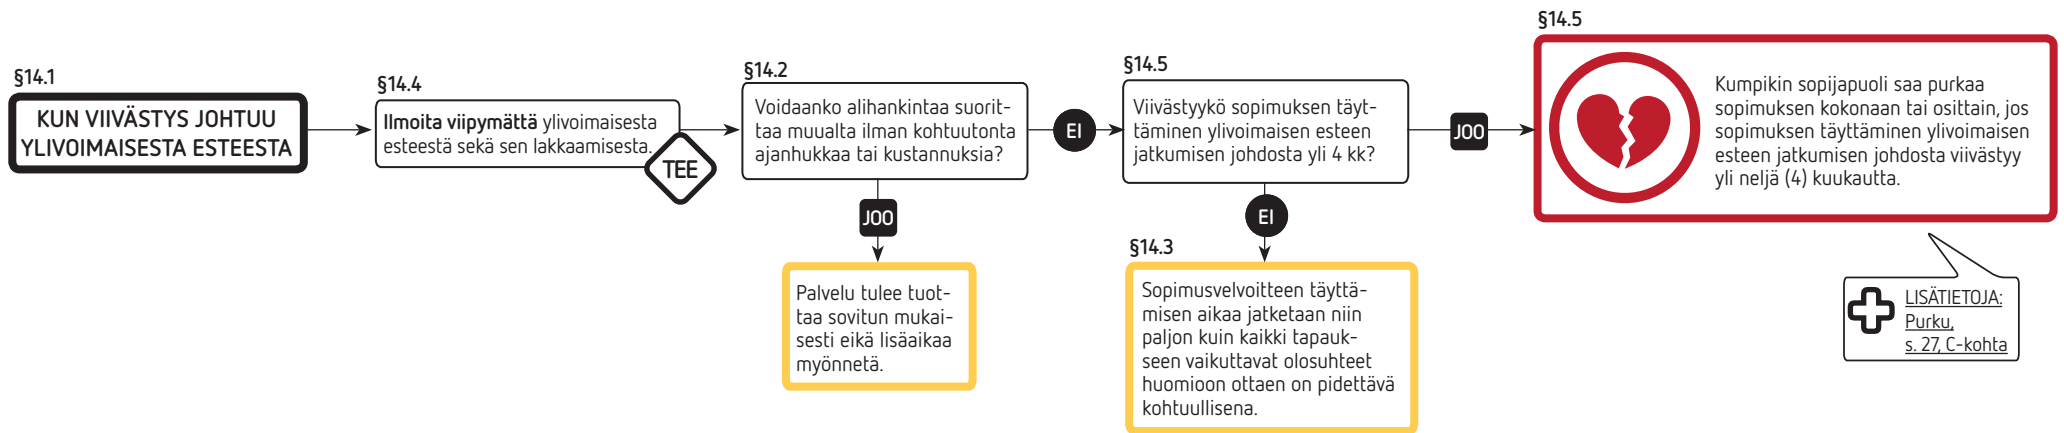 §14.1
KUN VIIVÄSTYS JOHTUU
YLIVOIMAISESTA ESTEESTA
§14.4
Ilmoita viipymättä ylivoimaisesta
esteestä sekä sen lakkaamisesta.
TEE
§14.2
Voidaanko alihankintaa suorit-
taa muualta ilman kohtuutonta
ajanhukkaa tai kustannuksia?
JOO
Palvelu tulee tuot-
taa sovitun mukai-
sesti eikä lisäaikaa
myönnetä.
EI
§14.5
Viivästyykö sopimuksen täyt-
täminen ylivoimaisen esteen
jatkumisen johdosta yli 4 kk?
EI
§14.3
Sopimusvelvoitteen täyttä-
misen aikaa jatketaan niin
paljon kuin kaikki tapauk-
seen vaikuttavat olosuhteet
huomioon ottaen on pidettävä
kohtuullisena.
JOO
§14.5
Kumpikin sopijapuoli saa purkaa
sopimuksen kokonaan tai osittain, jos
sopimuksen täyttäminen ylivoimaisen
esteen jatkumisen johdosta viivästyy
yli neljä (4) kuukautta.
LISÄTIETOJA:
Purku,
s. 27, C-kohta